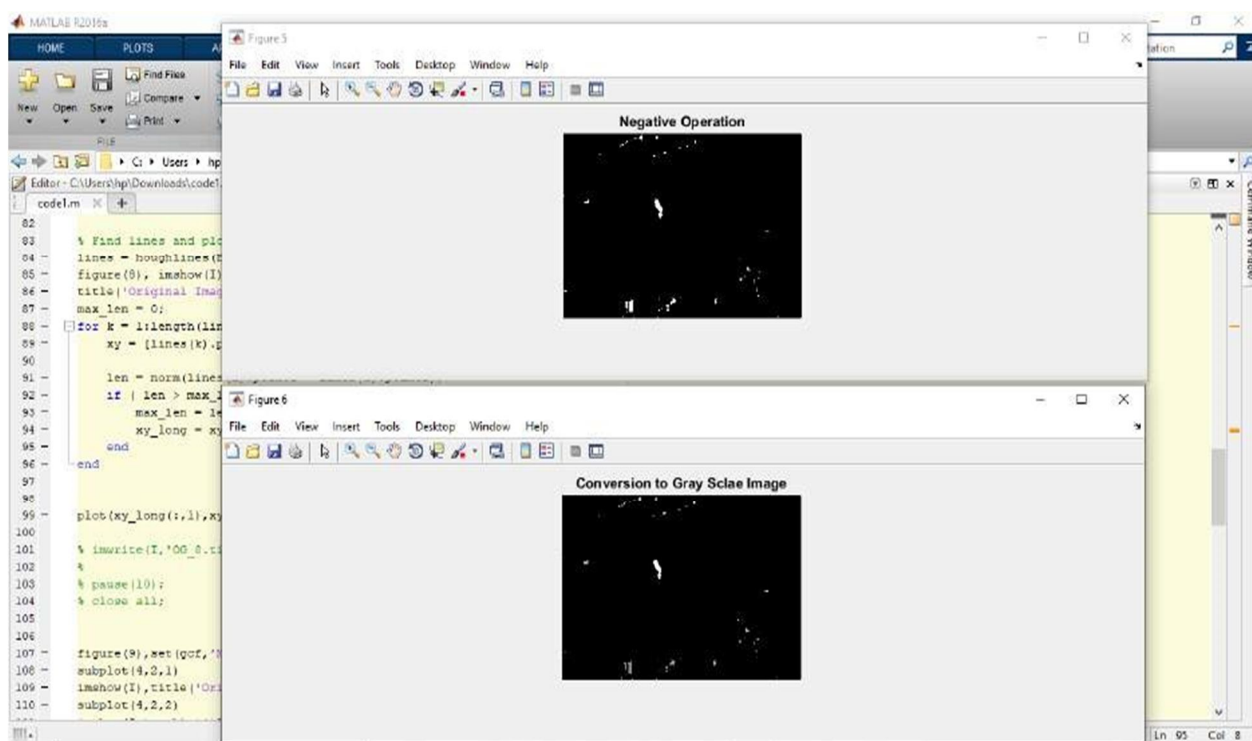 MATLAB R2016a
HOME PLOTS
Find Files
Compare
Print
New Open Save
FILE
C: Users hp
Editor - C:\Users\hp\Downloads\code1.
code1.m
82
83 % Find lines and plo
84 lines = houghlines(
85 figure(8), imshow(I)
86 title('Original Imag
87 max_len = 0;
88 for k = 1:length(lin
89 xy = [lines(k).p
90
91 len = norm(lines
92 if ( len > max_l
93 max_len = le
94 xy_long = xy
95 end
96 end
97
98
99 plot(xy_long(:,1),xy
100
101 % imwrite(I,'OG_8.ti
102 %
103 % pause(10);
104 % close all;
105
106
107 figure(9),set(gcf,'
108 subplot(4,2,1)
109 imshow(I),title('Ori
110 subplot(4,2,2)
Figure 5
File Edit View Insert Tools Desktop Window Help
Negative Operation
Figure 6
File Edit View Insert Tools Desktop Window Help
Conversion to Gray Sclae Image
tation
Command Window
Ln 95 Col 8